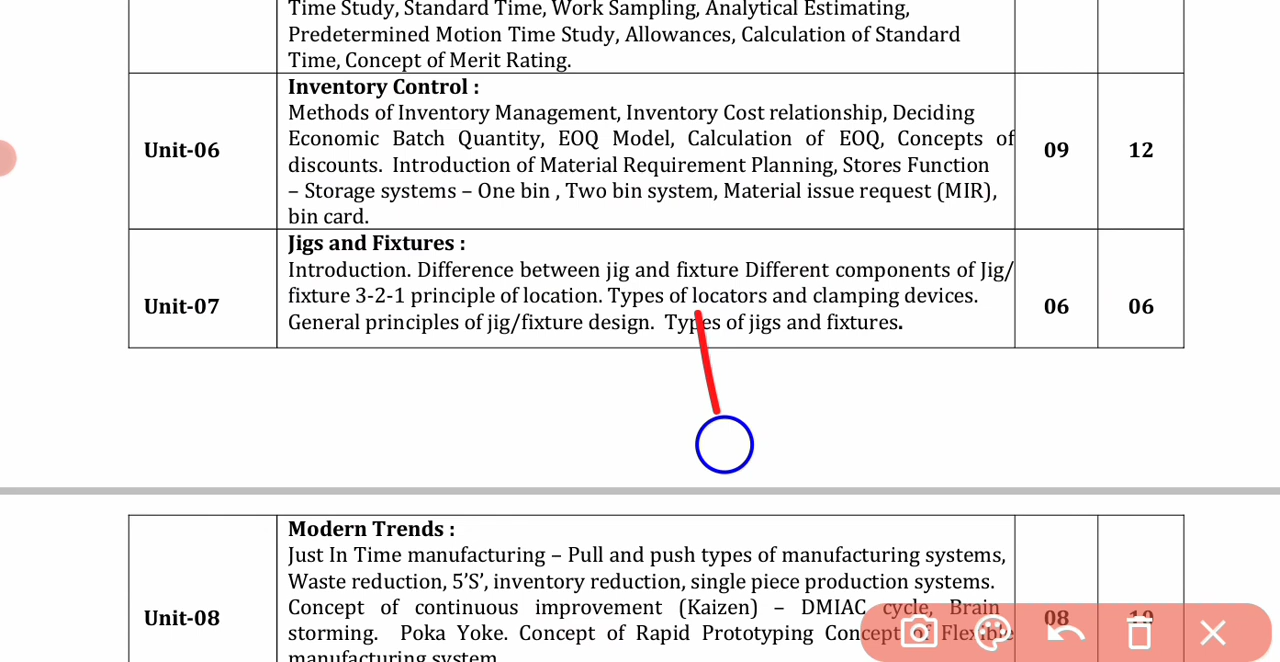 Time Study, Standard Time, Work Sampling, Analytical Estimating,
Predetermined Motion Time Study, Allowances, Calculation of Standard
Time, Concept of Merit Rating.
Inventory Control :
Methods of Inventory Management, Inventory Cost relationship, Deciding
Economic Batch Quantity, EOQ Model, Calculation of EOQ, Concepts of
Unit-06 09 12
discounts. Introduction of Material Requirement Planning, Stores Function
– Storage systems – One bin , Two bin system, Material issue request (MIR),
bin card.
Jigs and Fixtures :
Introduction. Difference between jig and fixture Different components of Jig/
fixture 3-2-1 principle of location. Types of locators and clamping devices.
Unit-07 06 06
General principles of jig/fixture design. Types of jigs and fixtures.
Modern Trends :
Just In Time manufacturing – Pull and push types of manufacturing systems,
Waste reduction, 5’S’, inventory reduction, single piece production systems.
Concept of continuous improvement (Kaizen) – DMIAC cycle, Brain
Unit-08 08 10
storming. Poka Yoke. Concept of Rapid Prototyping Concept of Flexible
manufacturing system